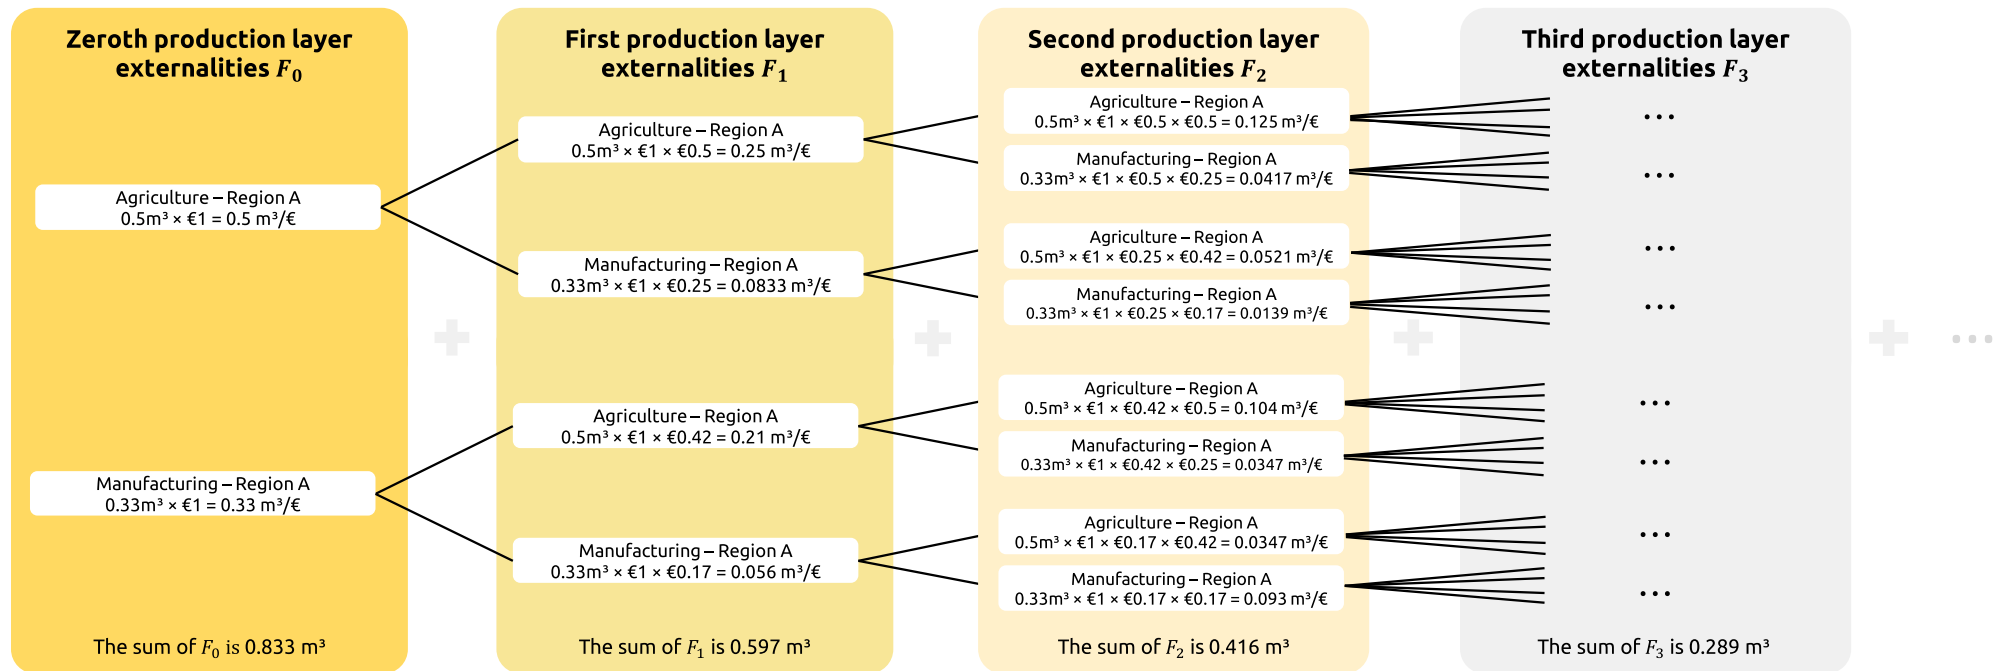 Zeroth production layer
externalities F₀
Agriculture – Region A
0.5m³ × €1 = 0.5 m³/€
Manufacturing – Region A
0.33m³ × €1 = 0.33 m³/€
The sum of F₀ is 0.833 m³
First production layer
externalities F₁
Agriculture – Region A
0.5m³ × €1 × €0.5 = 0.25 m³/€
Manufacturing – Region A
0.33m³ × €1 × €0.25 = 0.0833 m³/€
Agriculture – Region A
0.5m³ × €1 × €0.42 = 0.21 m³/€
Manufacturing – Region A
0.33m³ × €1 × €0.17 = 0.056 m³/€
The sum of F₁ is 0.597 m³
Second production layer
externalities F₂
Agriculture – Region A
0.5m³ × €1 × €0.5 × €0.5 = 0.125 m³/€
Manufacturing – Region A
0.33m³ × €1 × €0.5 × €0.25 = 0.0417 m³/€
Agriculture – Region A
0.5m³ × €1 × €0.25 × €0.42 = 0.0521 m³/€
Manufacturing – Region A
0.33m³ × €1 × €0.25 × €0.17 = 0.0139 m³/€
Agriculture – Region A
0.5m³ × €1 × €0.42 × €0.5 = 0.104 m³/€
Manufacturing – Region A
0.33m³ × €1 × €0.42 × €0.25 = 0.0347 m³/€
Agriculture – Region A
0.5m³ × €1 × €0.17 × €0.42 = 0.0347 m³/€
Manufacturing – Region A
0.33m³ × €1 × €0.17 × €0.17 = 0.093 m³/€
The sum of F₂ is 0.416 m³
Third production layer
externalities F₃
...
...
...
...
...
...
...
...
The sum of F₃ is 0.289 m³
...